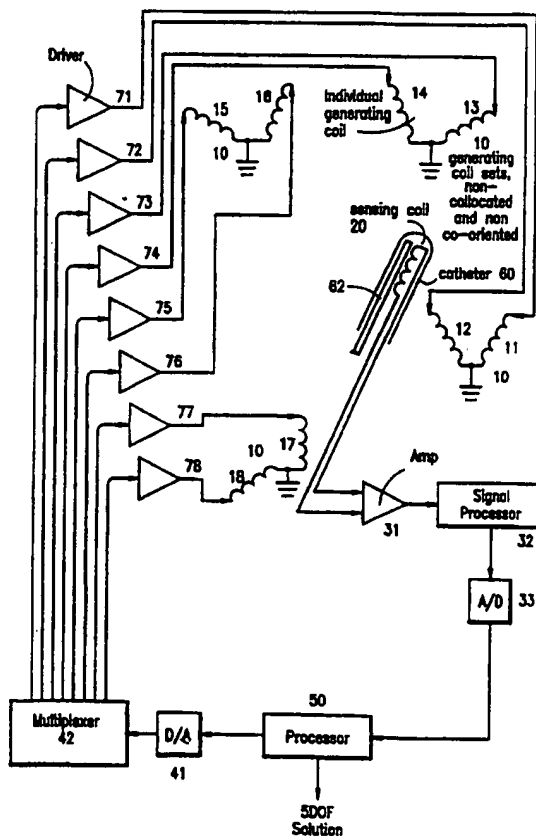 Driver
71
72
73
74
75
76
77
78
15
16
10
14
13
10
Individual
generating
coil
generating
coil sets,
non-
collocated
and non
co-oriented
sensing coil
20
catheter 60
62
12
11
10
17
10
18
Amp
31
Signal
Processor
32
A/D
33
50
Processor
D/A
41
Multiplexer
42
5DOF
Solution